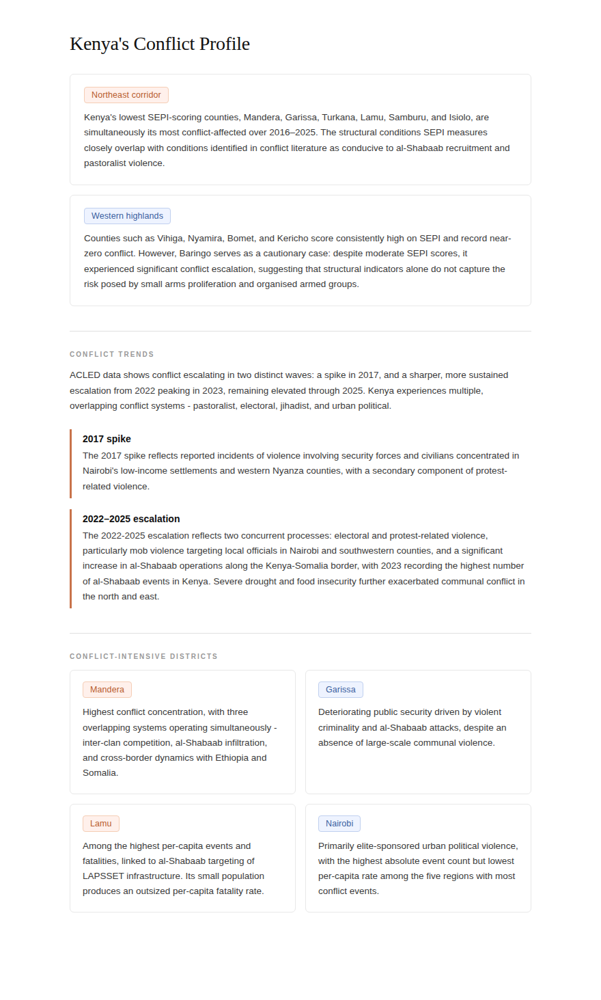 Kenya's Conflict Profile
Northeast corridor
Kenya's lowest SEPI-scoring counties, Mandera, Garissa, Turkana, Lamu, Samburu, and Isiolo, are
simultaneously its most conflict-affected over 2016–2025. The structural conditions SEPI measures
closely overlap with conditions identified in conflict literature as conducive to al-Shabaab recruitment and
pastoralist violence.
Western highlands
Counties such as Vihiga, Nyamira, Bomet, and Kericho score consistently high on SEPI and record near-
zero conflict. However, Baringo serves as a cautionary case: despite moderate SEPI scores, it
experienced significant conflict escalation, suggesting that structural indicators alone do not capture the
risk posed by small arms proliferation and organised armed groups.
CONFLICT TRENDS
ACLED data shows conflict escalating in two distinct waves: a spike in 2017, and a sharper, more sustained
escalation from 2022 peaking in 2023, remaining elevated through 2025. Kenya experiences multiple,
overlapping conflict systems - pastoralist, electoral, jihadist, and urban political.
2017 spike
The 2017 spike reflects reported incidents of violence involving security forces and civilians concentrated in
Nairobi's low-income settlements and western Nyanza counties, with a secondary component of protest-
related violence.
2022–2025 escalation
The 2022-2025 escalation reflects two concurrent processes: electoral and protest-related violence,
particularly mob violence targeting local officials in Nairobi and southwestern counties, and a significant
increase in al-Shabaab operations along the Kenya-Somalia border, with 2023 recording the highest number
of al-Shabaab events in Kenya. Severe drought and food insecurity further exacerbated communal conflict in
the north and east.
CONFLICT-INTENSIVE DISTRICTS
Mandera
Highest conflict concentration, with three
overlapping systems operating simultaneously -
inter-clan competition, al-Shabaab infiltration,
and cross-border dynamics with Ethiopia and
Somalia.
Garissa
Deteriorating public security driven by violent
criminality and al-Shabaab attacks, despite an
absence of large-scale communal violence.
Lamu
Among the highest per-capita events and
fatalities, linked to al-Shabaab targeting of
LAPSSET infrastructure. Its small population
produces an outsized per-capita fatality rate.
Nairobi
Primarily elite-sponsored urban political violence,
with the highest absolute event count but lowest
per-capita rate among the five regions with most
conflict events.